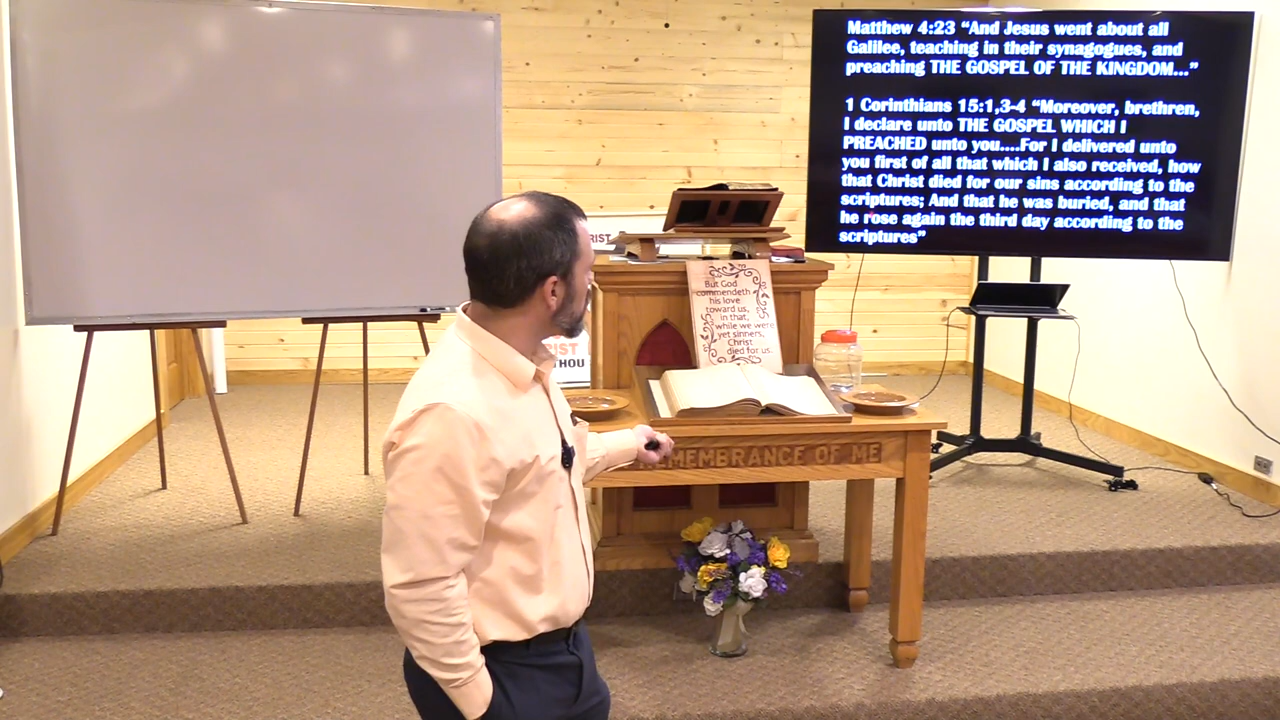 Matthew 4:23 “And Jesus went about all
Galilee, teaching in their synagogues, and
preaching THE GOSPEL OF THE KINGDOM...”
1 Corinthians 15:1,3-4 “Moreover, brethren,
I declare unto THE GOSPEL WHICH I
PREACHED unto you....For I delivered unto
you first of all that which I also received, how
that Christ died for our sins according to the
scriptures; And that he was buried, and that
he rose again the third day according to the
scriptures”
But God
commendeth
his love
toward us,
in that,
while we were
yet sinners,
Christ
died for us.
REMEMBRANCE OF ME